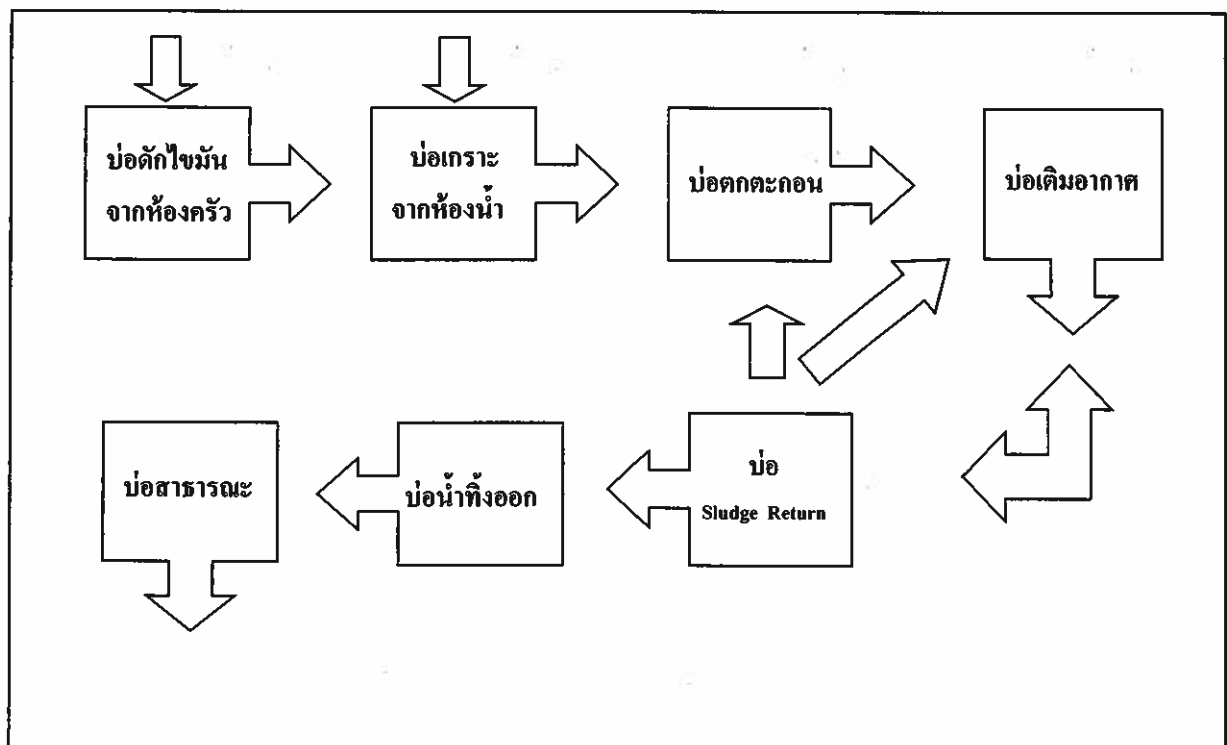 บ่อดักไขมัน
จากห้องครัว
บ่อเกราะ
จากห้องน้ำ
บ่อตกตะกอน
บ่อเติมอากาศ
บ่อสาธารณะ
บ่อน้ำทิ้งออก
บ่อ
Sludge Return